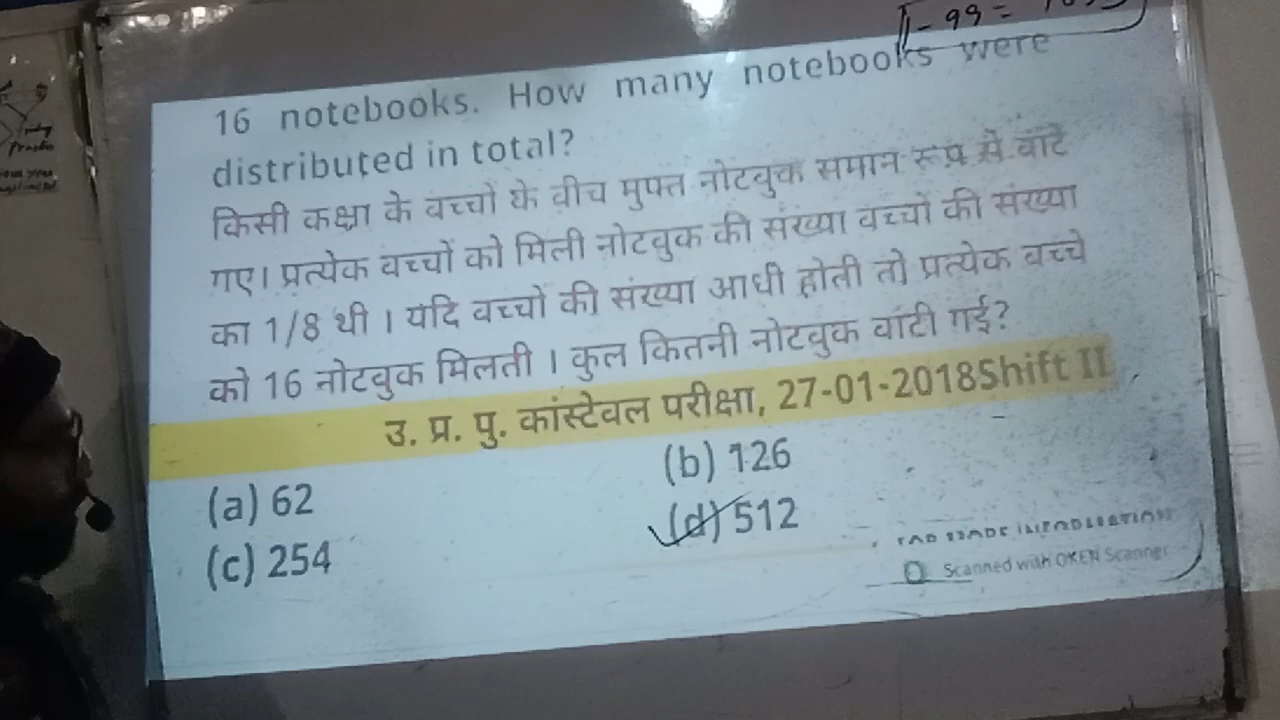 - 99 =
16 notebooks. How many notebooks were
distributed in total?
किसी कक्षा के बच्चों के बीच मुफ्त नोटबुक समान रूप से बांटे
गए। प्रत्येक बच्चों को मिली नोटबुक की संख्या बच्चों की संख्या
का 1/8 थी । यदि बच्चों की संख्या आधी होती तो प्रत्येक बच्चे
को 16 नोटबुक मिलती । कुल कितनी नोटबुक बांटी गई?
उ. प्र. पु. कांस्टेबल परीक्षा, 27-01-2018Shift II
(a) 62 (b) 126
(c) 254 (d) 512
Scanned with OKEN Scanner